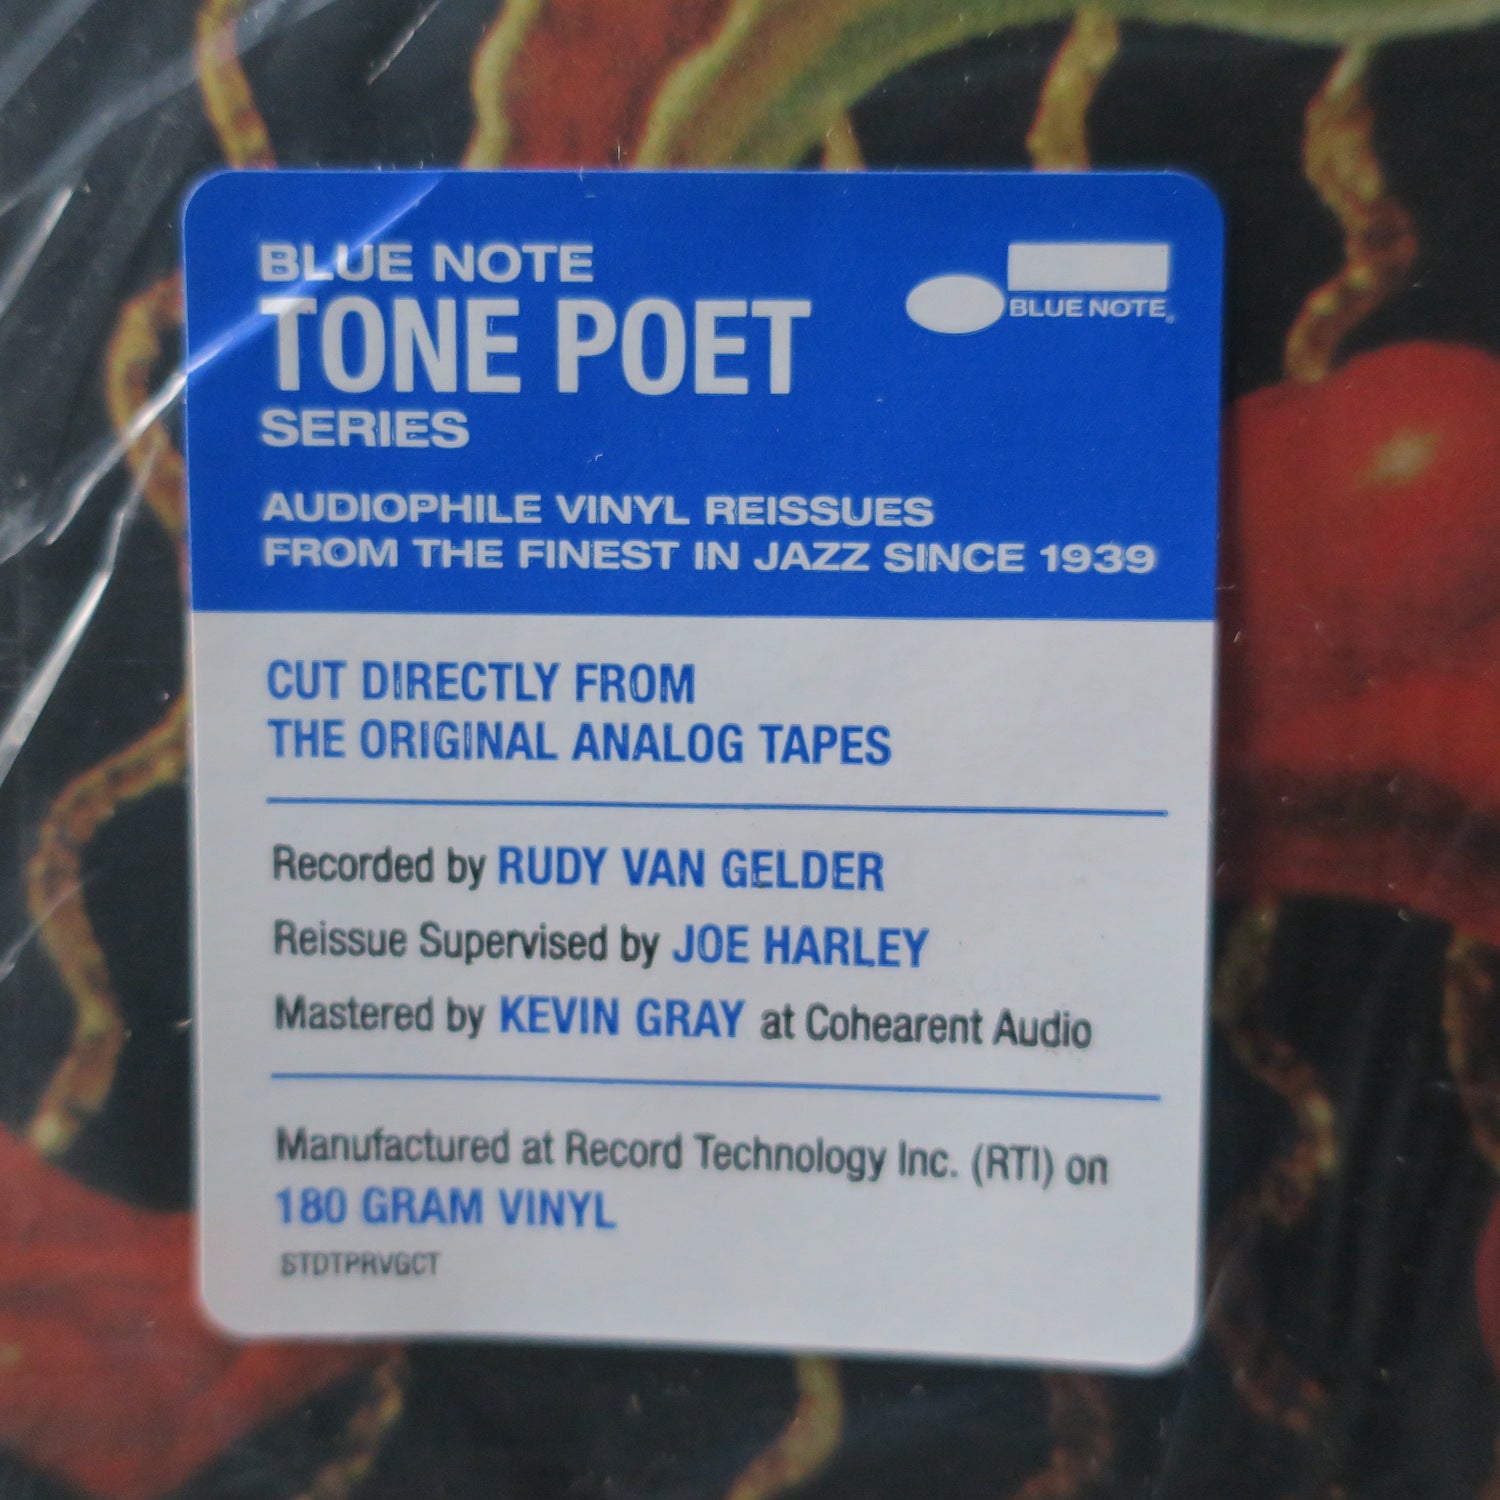 BLUE NOTE
TONE POET
SERIES
BLUE NOTE®
AUDIOPHILE VINYL REISSUES
FROM THE FINEST IN JAZZ SINCE 1939
CUT DIRECTLY FROM
THE ORIGINAL ANALOG TAPES
Recorded by RUDY VAN GELDER
Reissue Supervised by JOE HARLEY
Mastered by KEVIN GRAY at Cohearent Audio
Manufactured at Record Technology Inc. (RTI) on
180 GRAM VINYL
STDTPRVGCT